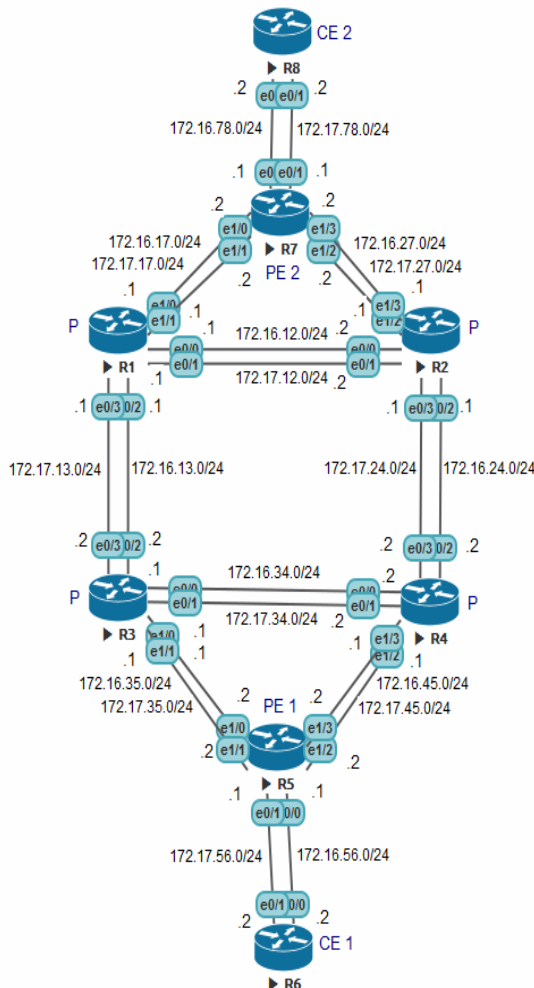 CE 2
R8
.2 e0 e0/1 .2
172.16.78.0/24 172.17.78.0/24
.1 e0 e0/1 .1
.2 .2
172.16.17.0/24 e1/0 e1/3 172.16.27.0/24
172.17.17.0/24 e1/1 R7 e1/2 172.17.27.0/24
PE 2
.2 .2
.1 e1/0 e1/3 .1
P e1/1 .1 172.16.12.0/24 .2 e1/2 P
e0/0 e0/0
R1 e0/1 e0/1 R2
.1 172.17.12.0/24 .2
.1 e0/3 0/2 .1 .1 e0/3 0/2 .1
172.17.13.0/24 172.16.13.0/24 172.17.24.0/24 172.16.24.0/24
.2 e0/3 0/2 .2 .2 e0/3 0/2 .2
.1 172.16.34.0/24 .2
P e0/0 e0/0 P
e0/1 e0/1
R3 172.17.34.0/24 .2 R4
e1/0 .1 e1/3
.1 e1/1 .1 .1 e1/2 .1
172.16.35.0/24 172.16.45.0/24
172.17.35.0/24 .2 PE 1 .2 172.17.45.0/24
e1/0 e1/3
.2 e1/1 e1/2 .2
.1 R5 .1
e0/1 0/0
172.17.56.0/24 172.16.56.0/24
e0/1 0/0
.2 .2
CE 1
R6